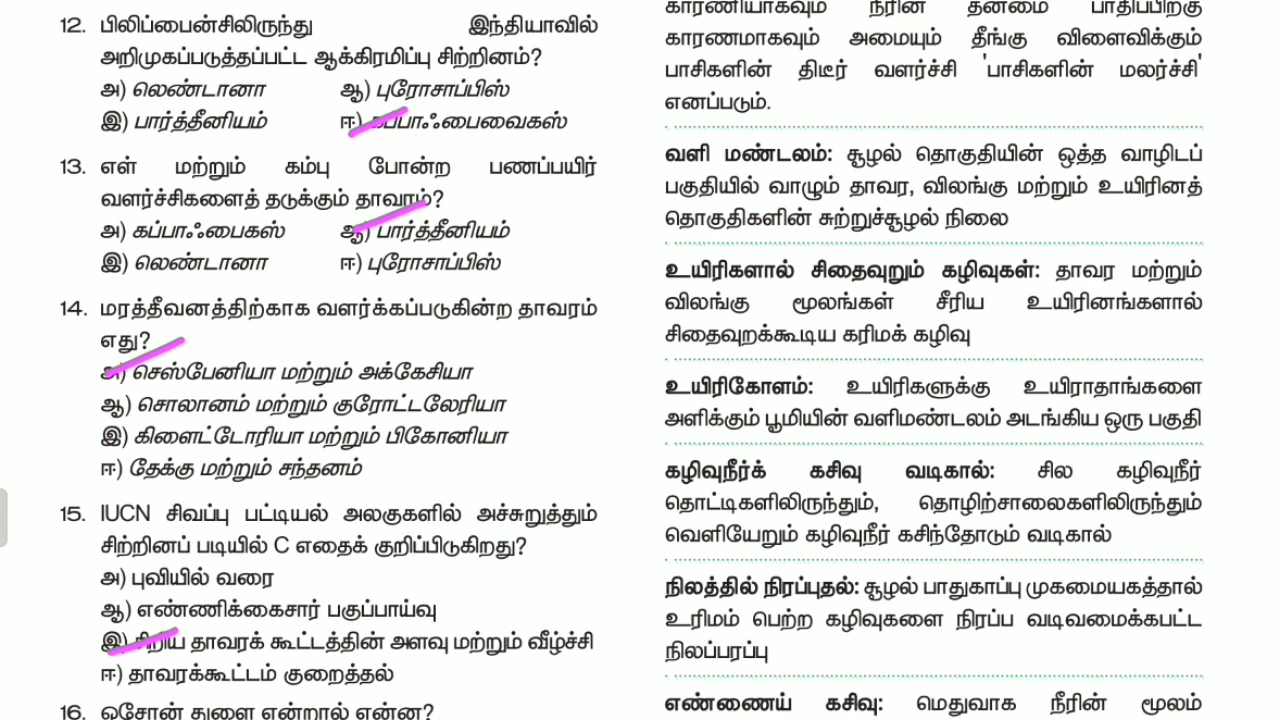 12. பிலிப்பைன்சிலிருந்து இந்தியாவில்
அறிமுகப்படுத்தப்பட்ட ஆக்கிரமிப்பு சிற்றினம்?
அ) லெண்டானா ஆ) புரோசாப்பிஸ்
இ) பார்த்தீனியம் ஈ) கப்பாஃபைவைகஸ்
13. எள் மற்றும் கம்பு போன்ற பணப்பயிர்
வளர்ச்சிகளைத் தடுக்கும் தாவரம்?
அ) கப்பாஃபைகஸ் ஆ) பார்த்தீனியம்
இ) லெண்டானா ஈ) புரோசாப்பிஸ்
14. மரத்தீவனத்திற்காக வளர்க்கப்படுகின்ற தாவரம்
எது?
அ) செஸ்பேனியா மற்றும் அக்கேசியா
ஆ) சொலானம் மற்றும் குரோட்டலேரியா
இ) கிளைட்டோரியா மற்றும் பிகோனியா
ஈ) தேக்கு மற்றும் சந்தனம்
15. IUCN சிவப்பு பட்டியல் அலகுகளில் அச்சுறுத்தும்
சிற்றினப் படியில் C எதைக் குறிப்பிடுகிறது?
அ) புவியில் வரை
ஆ) எண்ணிக்கைசார் பகுப்பாய்வு
இ) சிறிய தாவரக் கூட்டத்தின் அளவு மற்றும் வீழ்ச்சி
ஈ) தாவரக்கூட்டம் குறைத்தல்
16. ஒசோன் துளை என்றால் என்ன?
காரணியாகவும் நீரின் தன்மை பாதிப்பிற்கு
காரணமாகவும் அமையும் தீங்கு விளைவிக்கும்
பாசிகளின் திடீர் வளர்ச்சி 'பாசிகளின் மலர்ச்சி'
எனப்படும்.
வளி மண்டலம்: சூழல் தொகுதியின் ஒத்த வாழிடப்
பகுதியில் வாழும் தாவர, விலங்கு மற்றும் உயிரினத்
தொகுதிகளின் சுற்றுச்சூழல் நிலை
உயிரிகளால் சிதைவுறும் கழிவுகள்: தாவர மற்றும்
விலங்கு மூலங்கள் சீரிய உயிரினங்களால்
சிதைவுறக்கூடிய கரிமக் கழிவு
உயிரிகோளம்: உயிரிகளுக்கு உயிராதாங்களை
அளிக்கும் பூமியின் வளிமண்டலம் அடங்கிய ஒரு பகுதி
கழிவுநீர்க் கசிவு வடிகால்: சில கழிவுநீர்
தொட்டிகளிலிருந்தும், தொழிற்சாலைகளிலிருந்தும்
வெளியேறும் கழிவுநீர் கசிந்தோடும் வடிகால்
நிலத்தில் நிரப்புதல்: சூழல் பாதுகாப்பு முகமையகத்தால்
உரிமம் பெற்ற கழிவுகளை நிரப்ப வடிவமைக்கபட்ட
நிலப்பரப்பு
எண்ணைய் கசிவு: மெதுவாக நீரின் மூலம்